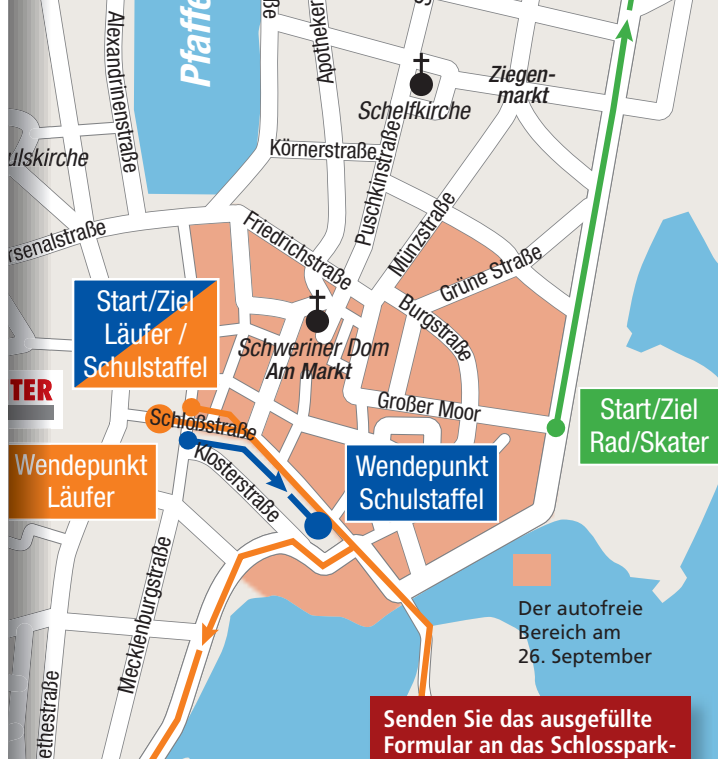 Alexandrinenstraße
Pfaffe
Apotheker
Schelfkirche
Ziegen-
markt
ulskirche
Körnerstraße
Puschkinstraße
Münzstraße
rsenalstraße
Friedrichstraße
Grüne Straße
Burgstraße
Start/Ziel
Läufer /
Schulstaffel
Schweriner Dom
Am Markt
TER
Großer Moor
Start/Ziel
Rad/Skater
Schloßstraße
Wendepunkt
Läufer
Klosterstraße
Wendepunkt
Schulstaffel
Mecklenburgstraße
ethestraße
Der autofreie
Bereich am
26. September
Senden Sie das ausgefüllte
Formular an das Schlosspark-